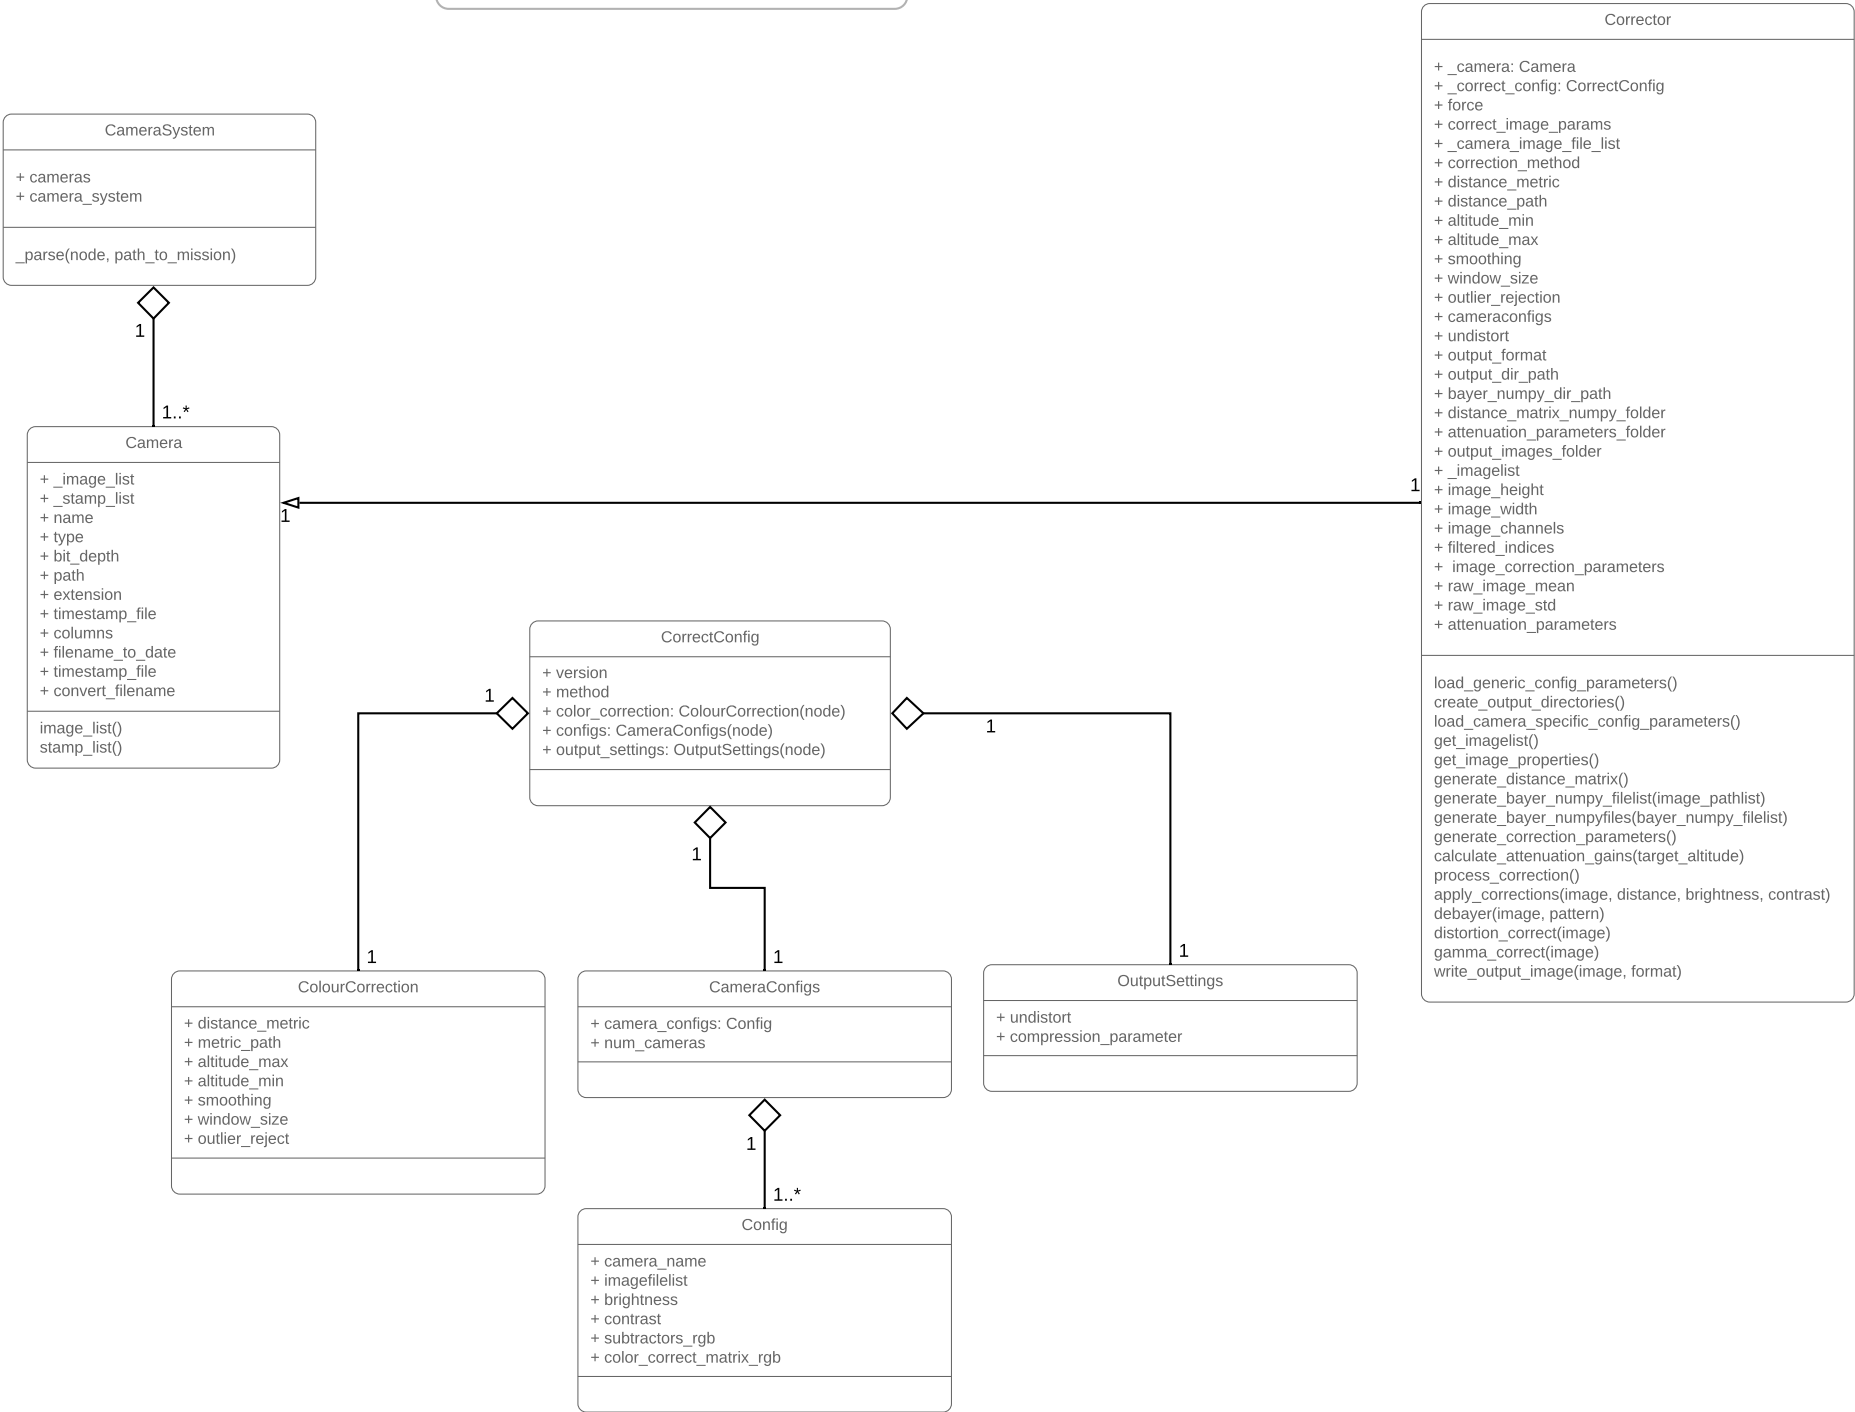 CameraSystem
+ cameras
+ camera_system
_parse(node, path_to_mission)
1
1..*
Camera
+ _image_list
+ _stamp_list
+ name
+ type
+ bit_depth
+ path
+ extension
+ timestamp_file
+ columns
+ filename_to_date
+ timestamp_file
+ convert_filename
image_list()
stamp_list()
1
1
Corrector
+ _camera: Camera
+ _correct_config: CorrectConfig
+ force
+ correct_image_params
+ _camera_image_file_list
+ correction_method
+ distance_metric
+ distance_path
+ altitude_min
+ altitude_max
+ smoothing
+ window_size
+ outlier_rejection
+ cameraconfigs
+ undistort
+ output_format
+ output_dir_path
+ bayer_numpy_dir_path
+ distance_matrix_numpy_folder
+ attenuation_parameters_folder
+ output_images_folder
+ _imagelist
+ image_height
+ image_width
+ image_channels
+ filtered_indices
+  image_correction_parameters
+ raw_image_mean
+ raw_image_std
+ attenuation_parameters
load_generic_config_parameters()
create_output_directories()
load_camera_specific_config_parameters()
get_imagelist()
get_image_properties()
generate_distance_matrix()
generate_bayer_numpy_filelist(image_pathlist)
generate_bayer_numpyfiles(bayer_numpy_filelist)
generate_correction_parameters()
calculate_attenuation_gains(target_altitude)
process_correction()
apply_corrections(image, distance, brightness, contrast)
debayer(image, pattern)
distortion_correct(image)
gamma_correct(image)
write_output_image(image, format)
CorrectConfig
+ version
+ method
+ color_correction: ColourCorrection(node)
+ configs: CameraConfigs(node)
+ output_settings: OutputSettings(node)
1
1
1
1
1
1
ColourCorrection
+ distance_metric
+ metric_path
+ altitude_max
+ altitude_min
+ smoothing
+ window_size
+ outlier_reject
CameraConfigs
+ camera_configs: Config
+ num_cameras
OutputSettings
+ undistort
+ compression_parameter
1
1..*
Config
+ camera_name
+ imagefilelist
+ brightness
+ contrast
+ subtractors_rgb
+ color_correct_matrix_rgb